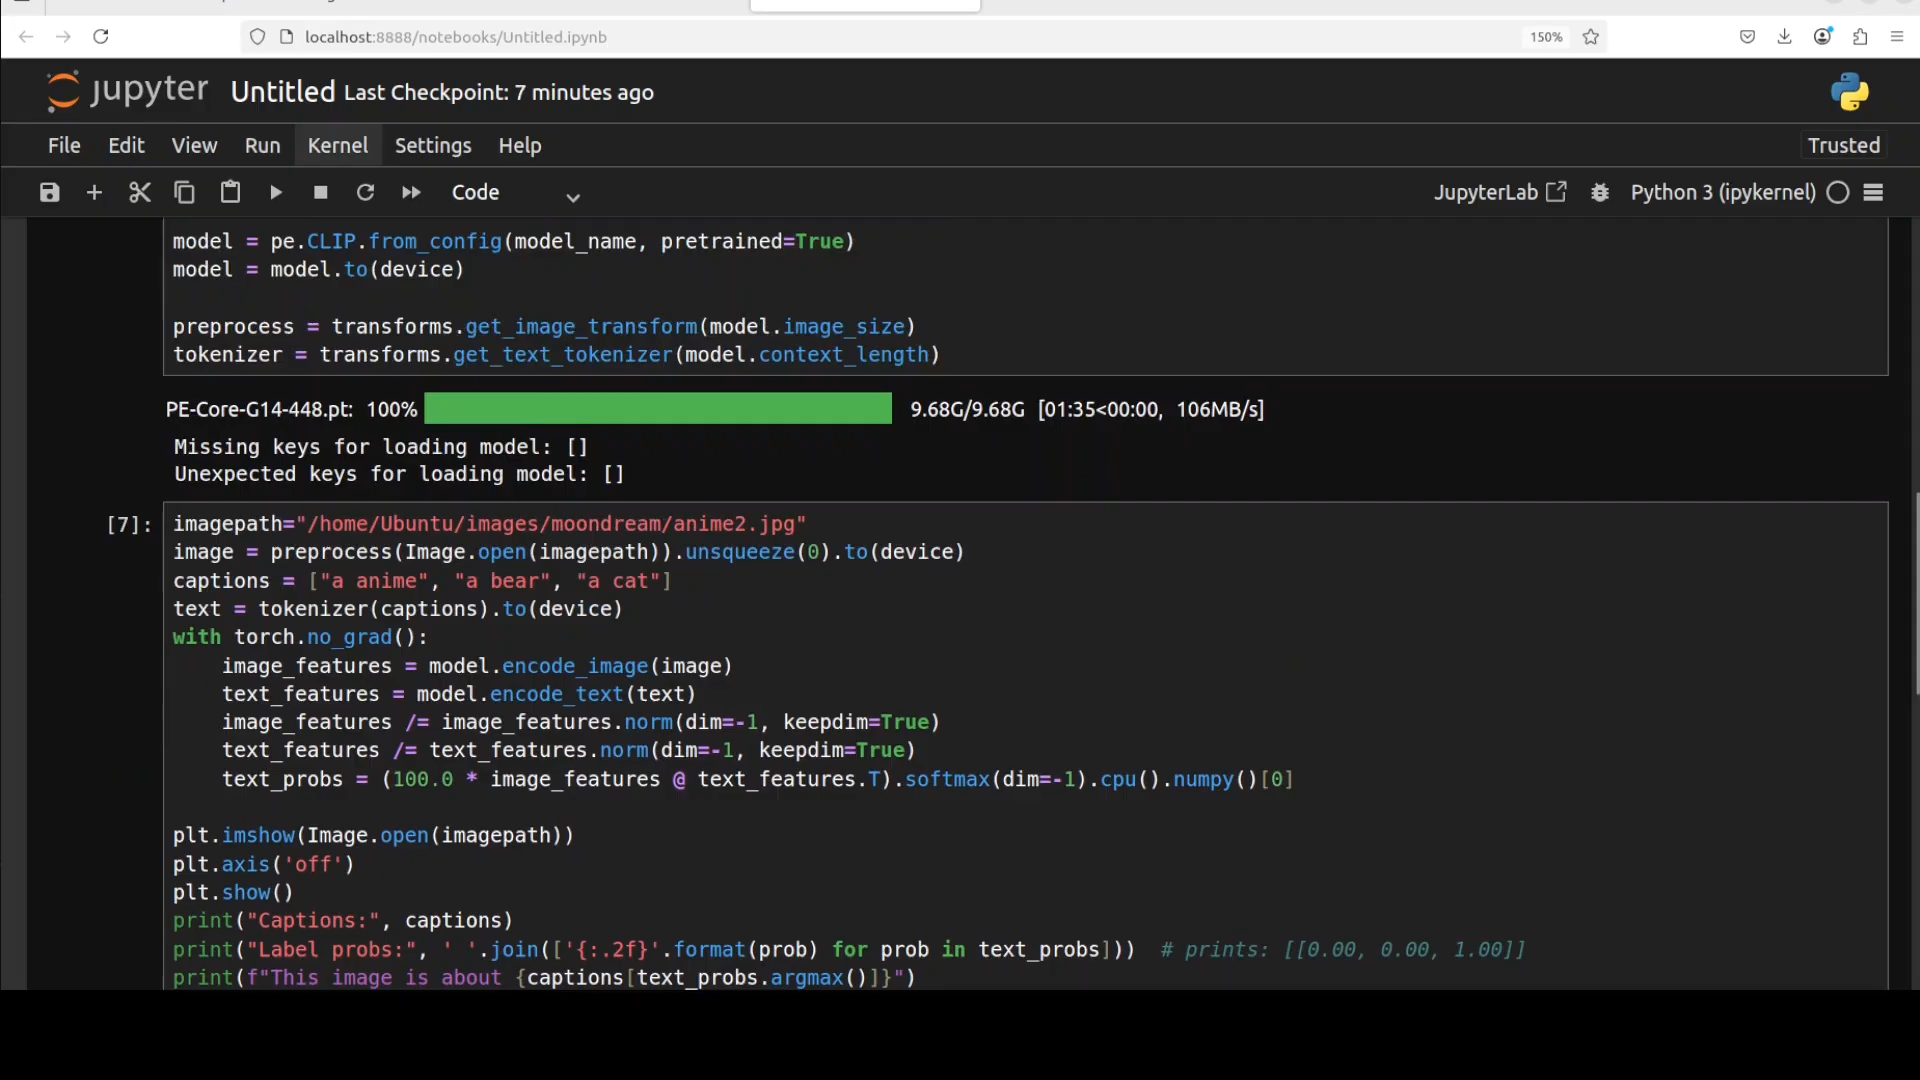 localhost:8888/notebooks/Untitled.ipynb
150%
jupyter Untitled Last Checkpoint: 7 minutes ago
File Edit View Run Kernel Settings Help Trusted
Code JupyterLab Python 3 (ipykernel)
model = pe.CLIP.from_config(model_name, pretrained=True)
model = model.to(device)
preprocess = transforms.get_image_transform(model.image_size)
tokenizer = transforms.get_text_tokenizer(model.context_length)
PE-Core-G14-448.pt: 100% 9.68G/9.68G [01:35<00:00, 106MB/s]
Missing keys for loading model: []
Unexpected keys for loading model: []
[7]: imagepath="/home/Ubuntu/images/moondream/anime2.jpg"
image = preprocess(Image.open(imagepath)).unsqueeze(0).to(device)
captions = ["a anime", "a bear", "a cat"]
text = tokenizer(captions).to(device)
with torch.no_grad():
    image_features = model.encode_image(image)
    text_features = model.encode_text(text)
    image_features /= image_features.norm(dim=-1, keepdim=True)
    text_features /= text_features.norm(dim=-1, keepdim=True)
    text_probs = (100.0 * image_features @ text_features.T).softmax(dim=-1).cpu().numpy()[0]
plt.imshow(Image.open(imagepath))
plt.axis('off')
plt.show()
print("Captions:", captions)
print("Label probs:", ' '.join(['{:.2f}'.format(prob) for prob in text_probs]))  # prints: [[0.00, 0.00, 1.00]]
print(f"This image is about {captions[text_probs.argmax()]}")